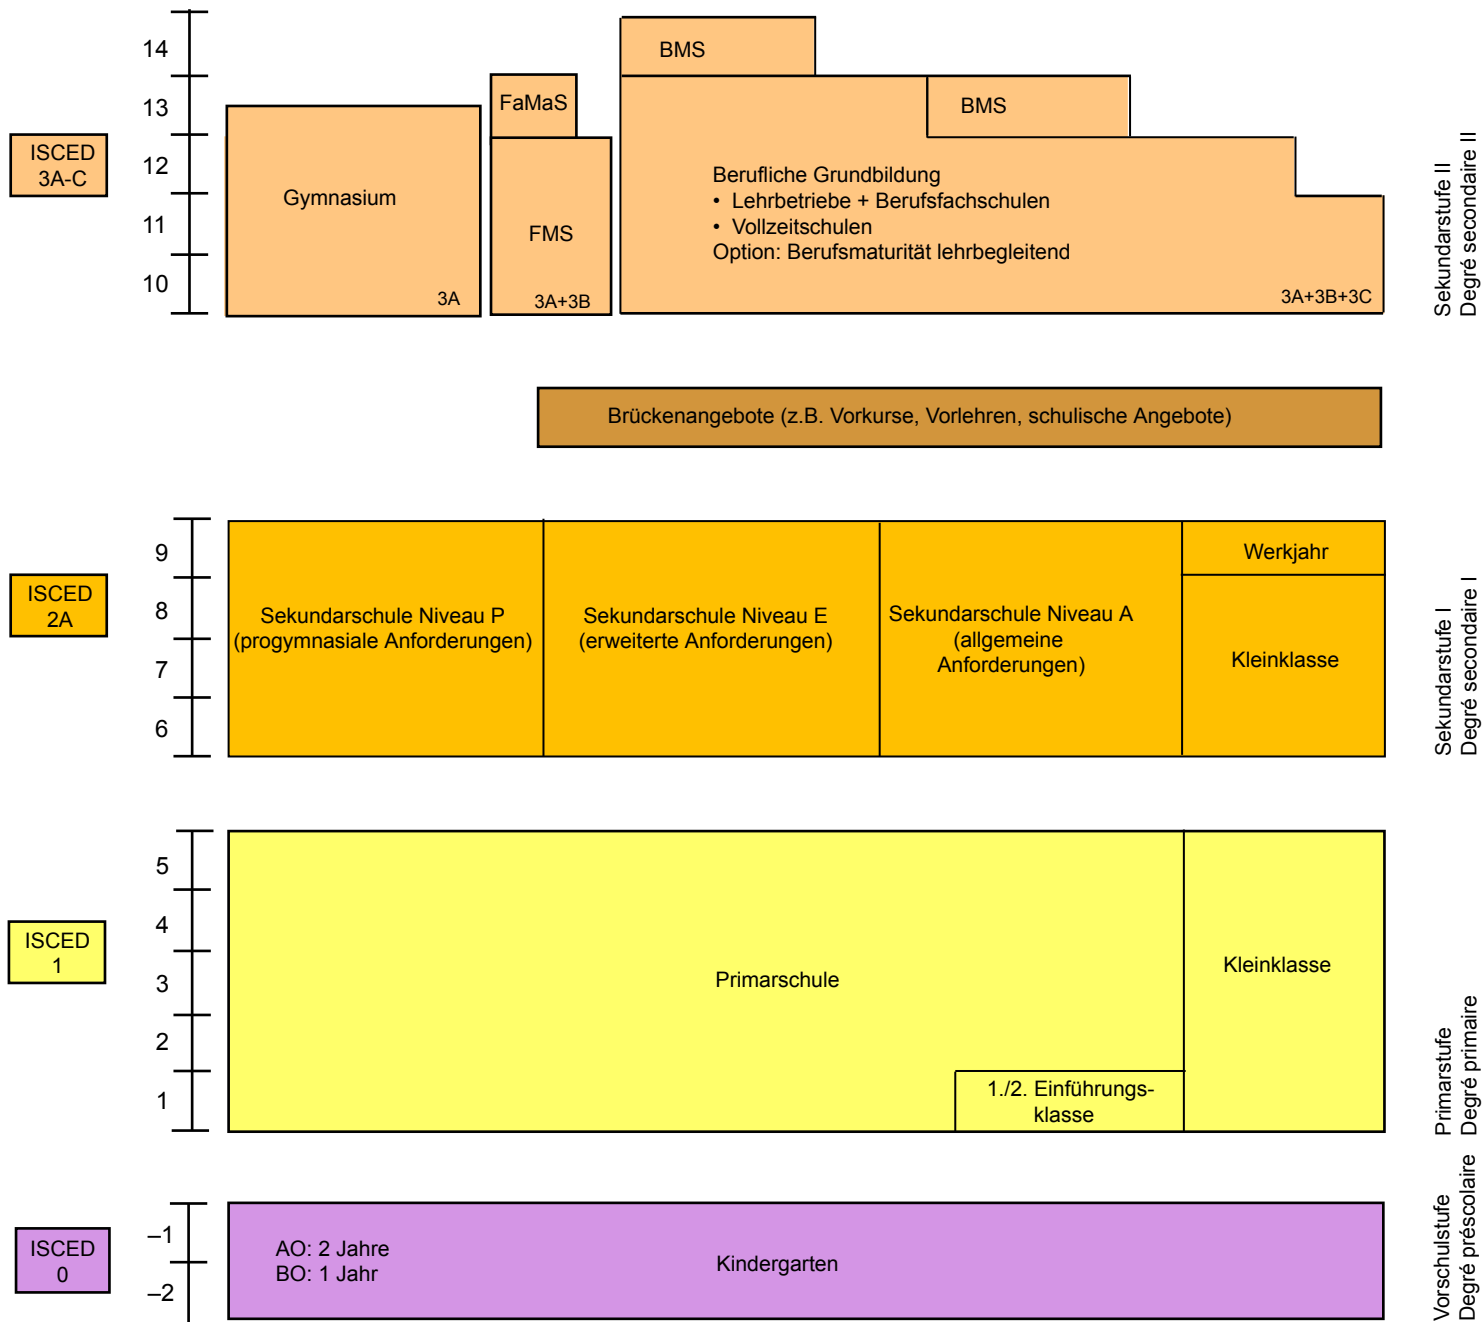 14
BMS
13
FaMaS
BMS
ISCED
3A-C
12
11
10
Gymnasium
3A
FMS
3A+3B
Berufliche Grundbildung
• Lehrbetriebe + Berufsfachschulen
• Vollzeitschulen
Option: Berufsmaturität lehrbegleitend
3A+3B+3C
Sekundarstufe II
Degré secondaire II
Brückenangebote (z.B. Vorkurse, Vorlehren, schulische Angebote)
ISCED
2A
9
8
7
6
Sekundarschule Niveau P
(progymnasiale Anforderungen)
Sekundarschule Niveau E
(erweiterte Anforderungen)
Sekundarschule Niveau A
(allgemeine
Anforderungen)
Werkjahr
Kleinklasse
Sekundarstufe I
Degré secondaire I
ISCED
1
5
4
3
2
1
Primarschule
Kleinklasse
1./2. Einführungs-
klasse
Primarstufe
Degré primaire
ISCED
0
–1
–2
AO: 2 Jahre
BO: 1 Jahr
Kindergarten
Vorschulstufe
Degré préscolaire